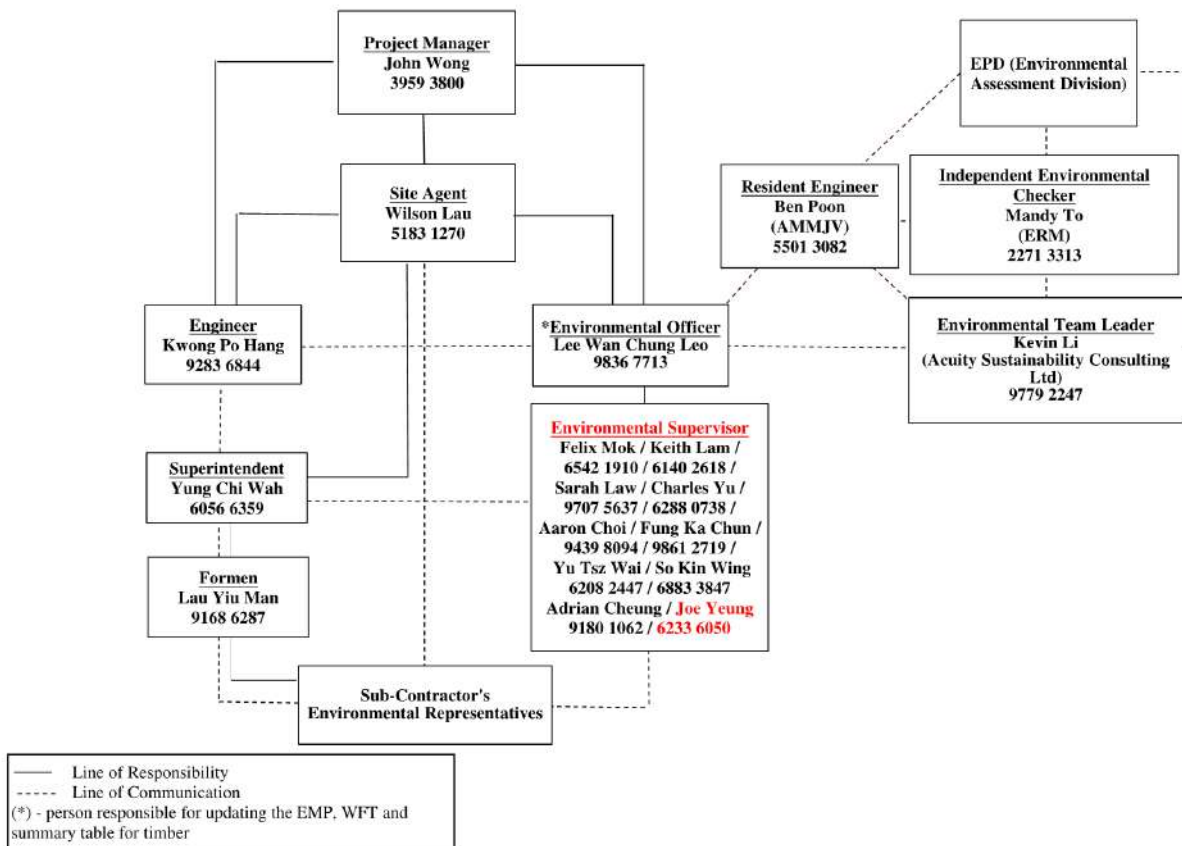 Project Manager
John Wong
3959 3800
EPD (Environmental
Assessment Division)
Site Agent
Wilson Lau
5183 1270
Resident Engineer
Ben Poon
(AMMJV)
5501 3082
Independent Environmental
Checker
Mandy To
(ERM)
2271 3313
Engineer
Kwong Po Hang
9283 6844
*Environmental Officer
Lee Wan Chung Leo
9836 7713
Environmental Team Leader
Kevin Li
(Acuity Sustainability Consulting
Ltd)
9779 2247
Environmental Supervisor
Felix Mok / Keith Lam /
6542 1910 / 6140 2618 /
Sarah Law / Charles Yu /
9707 5637 / 6288 0738 /
Aaron Choi / Fung Ka Chun /
9439 8094 / 9861 2719 /
Yu Tsz Wai / So Kin Wing
6208 2447 / 6883 3847
Adrian Cheung / Joe Yeung
9180 1062 / 6233 6050
Superintendent
Yung Chi Wah
6056 6359
Formen
Lau Yiu Man
9168 6287
Sub-Contractor's
Environmental Representatives
Line of Responsibility
Line of Communication
(*) - person responsible for updating the EMP, WFT and
summary table for timber